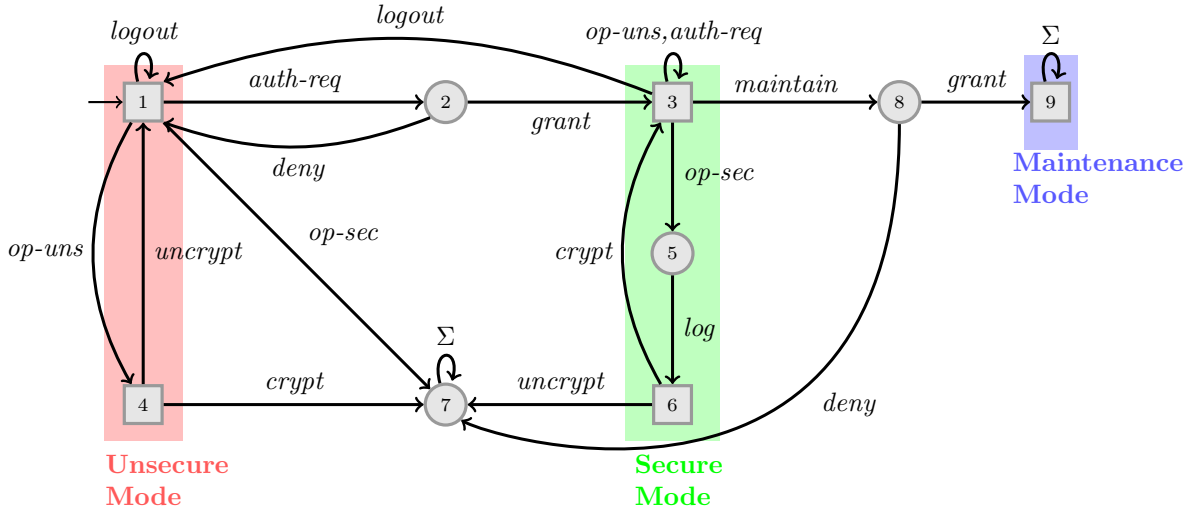 logout
logout
op-uns,auth-req
Σ
1
auth-req
2
grant
3
maintain
8
grant
9
deny
Maintenance
Mode
op-sec
op-uns
uncrypt
op-sec
crypt
5
log
Σ
4
crypt
7
uncrypt
6
deny
Unsecure
Mode
Secure
Mode